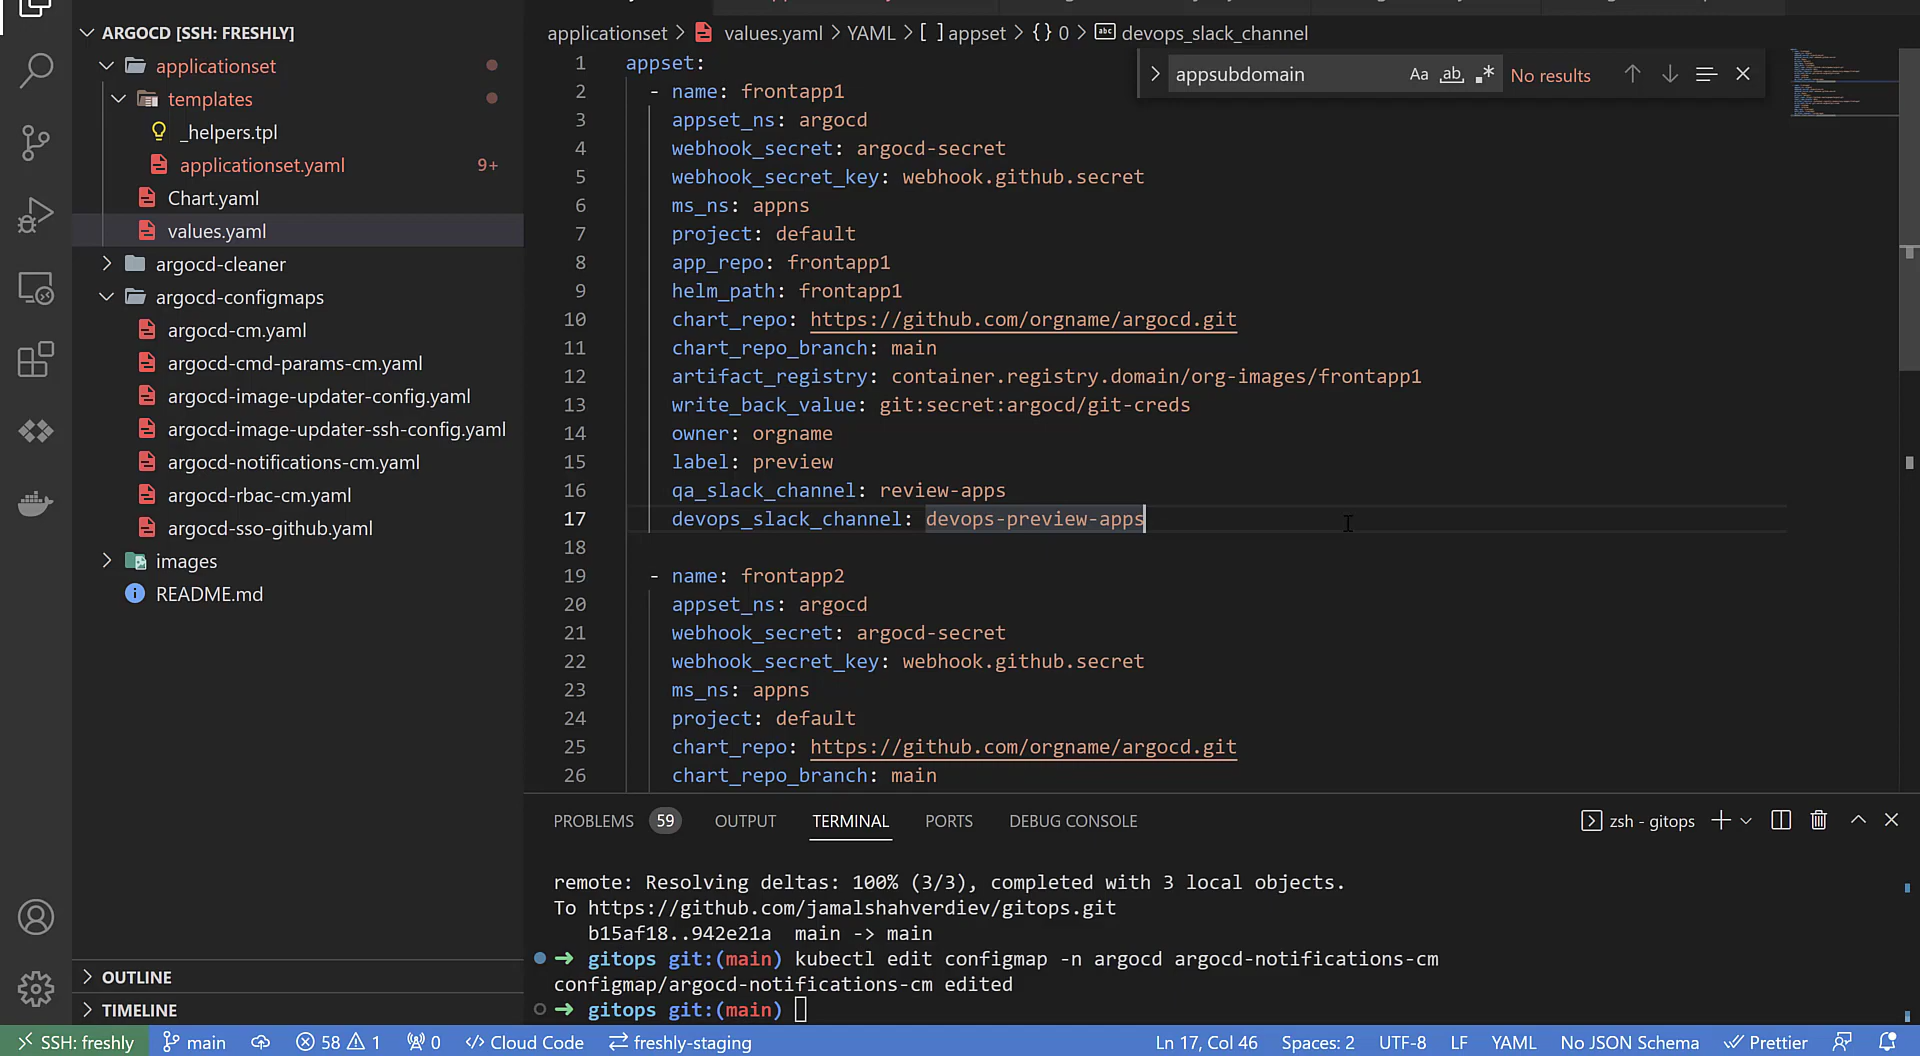 ARGOCD [SSH: FRESHLY]
applicationset
templates
_helpers.tpl
applicationset.yaml 9+
Chart.yaml
values.yaml
argocd-cleaner
argocd-configmaps
argocd-cm.yaml
argocd-cmd-params-cm.yaml
argocd-image-updater-config.yaml
argocd-image-updater-ssh-config.yaml
argocd-notifications-cm.yaml
argocd-rbac-cm.yaml
argocd-sso-github.yaml
images
README.md
OUTLINE
TIMELINE
applicationset > values.yaml > YAML > [ ] appset > {} 0 > abc devops_slack_channel
appsubdomain Aa ab No results
1 appset:
2 - name: frontapp1
3 appset_ns: argocd
4 webhook_secret: argocd-secret
5 webhook_secret_key: webhook.github.secret
6 ms_ns: appns
7 project: default
8 app_repo: frontapp1
9 helm_path: frontapp1
10 chart_repo: https://github.com/orgname/argocd.git
11 chart_repo_branch: main
12 artifact_registry: container.registry.domain/org-images/frontapp1
13 write_back_value: git:secret:argocd/git-creds
14 owner: orgname
15 label: preview
16 qa_slack_channel: review-apps
17 devops_slack_channel: devops-preview-apps
18
19 - name: frontapp2
20 appset_ns: argocd
21 webhook_secret: argocd-secret
22 webhook_secret_key: webhook.github.secret
23 ms_ns: appns
24 project: default
25 chart_repo: https://github.com/orgname/argocd.git
26 chart_repo_branch: main
PROBLEMS 59 OUTPUT TERMINAL PORTS DEBUG CONSOLE zsh - gitops
remote: Resolving deltas: 100% (3/3), completed with 3 local objects.
To https://github.com/jamalshahverdiev/gitops.git
b15af18..942e21a main -> main
➜ gitops git:(main) kubectl edit configmap -n argocd argocd-notifications-cm
configmap/argocd-notifications-cm edited
➜ gitops git:(main)
SSH: freshly main 58 1 0 Cloud Code freshly-staging Ln 17, Col 46 Spaces: 2 UTF-8 LF YAML No JSON Schema Prettier